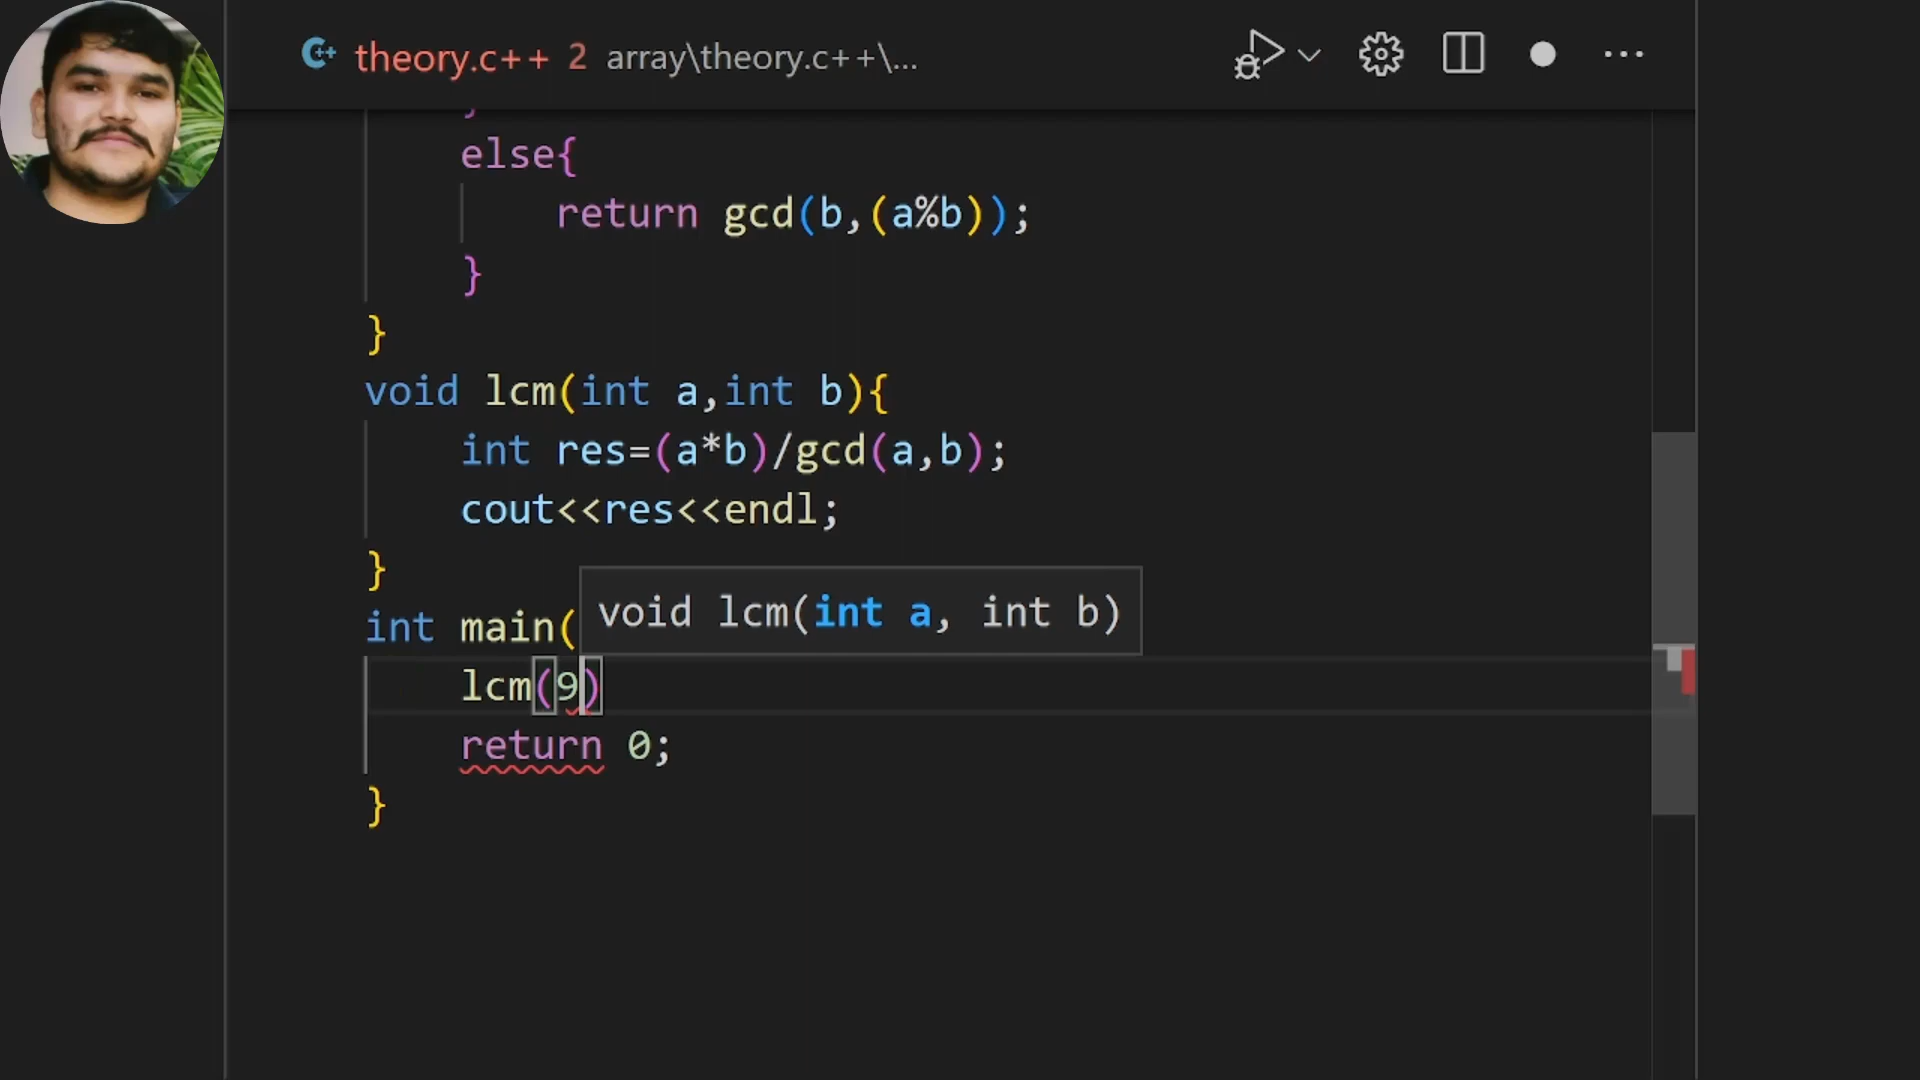 theory.c++ 2 array\theory.c++\...
}
else{
return gcd(b,(a%b));
}
}
void lcm(int a,int b){
int res=(a*b)/gcd(a,b);
cout<<res<<endl;
}
void lcm(int a, int b)
int main(
lcm(9)
return 0;
}